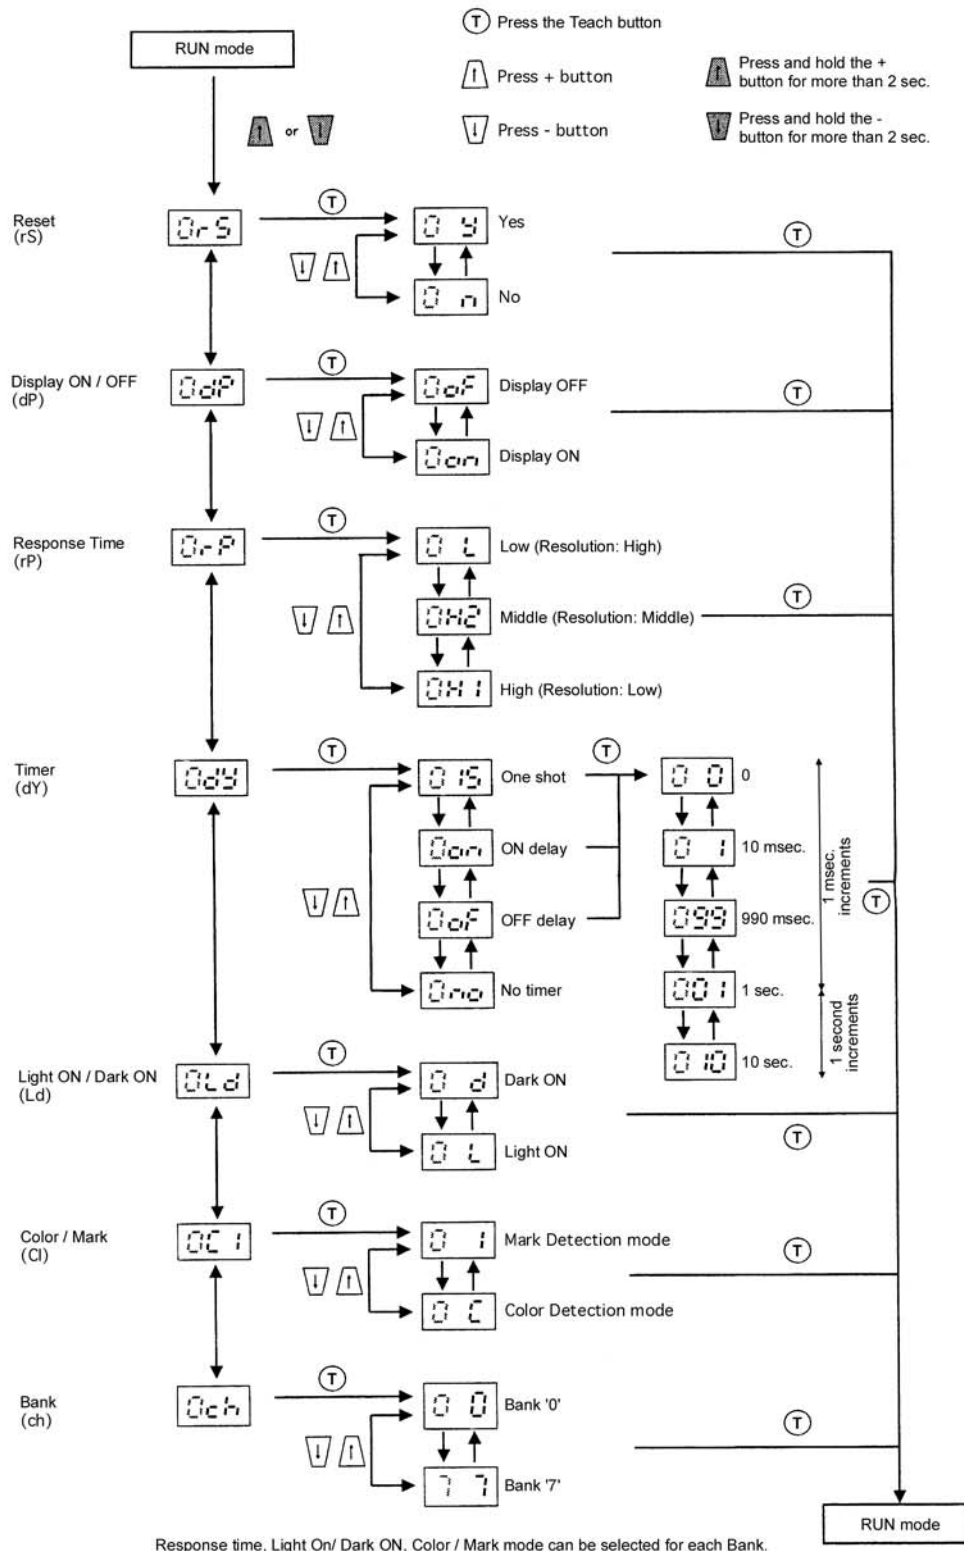 T Press the Teach button
RUN mode
Press + button
Press and hold the +
button for more than 2 sec.
or
Press - button
Press and hold the -
button for more than 2 sec.
Reset
(rS)
0rS
T
0 y
Yes
T
0 n
No
Display ON / OFF
(dP)
0dP
T
0oF
Display OFF
T
0on
Display ON
Response Time
(rP)
0rP
T
0 L
Low (Resolution: High)
0H2
Middle (Resolution: Middle)
T
0H1
High (Resolution: Low)
Timer
(dY)
0dY
T
01S
One shot
T
0 0
0
0on
ON delay
0 1
10 msec.
1 msec.
increments
T
0oF
OFF delay
099
990 msec.
0no
No timer
001
1 sec.
010
10 sec.
1 second
increments
Light ON / Dark ON
(Ld)
0Ld
T
0 d
Dark ON
T
0 L
Light ON
Color / Mark
(Cl)
0C1
T
0 1
Mark Detection mode
T
0 C
Color Detection mode
Bank
(ch)
0ch
T
0 0
Bank '0'
T
7 7
Bank '7'
RUN mode
Response time, Light On/ Dark ON, Color / Mark mode can be selected for each Bank.